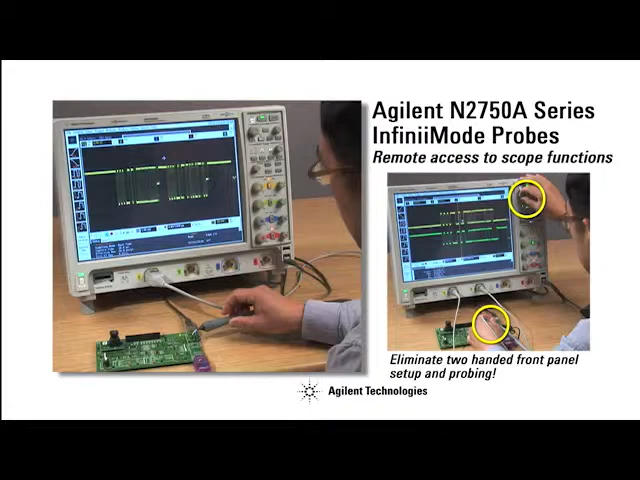 Agilent N2750A Series
InfiniiMode Probes
Remote access to scope functions
Eliminate two handed front panel
setup and probing!
Agilent Technologies